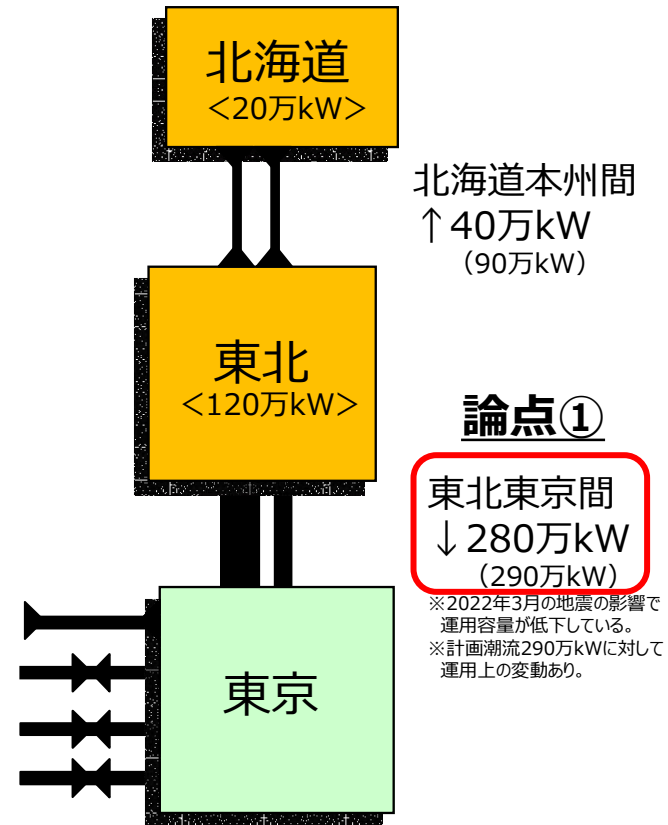 北海道
＜20万kW＞
北海道本州間
↑40万kW
（90万kW）
東北
＜120万kW＞
論点①
東北東京間
↓280万kW
（290万kW）
※2022年3月の地震の影響で
運用容量が低下している。
※計画潮流290万kWに対して
運用上の変動あり。
東京